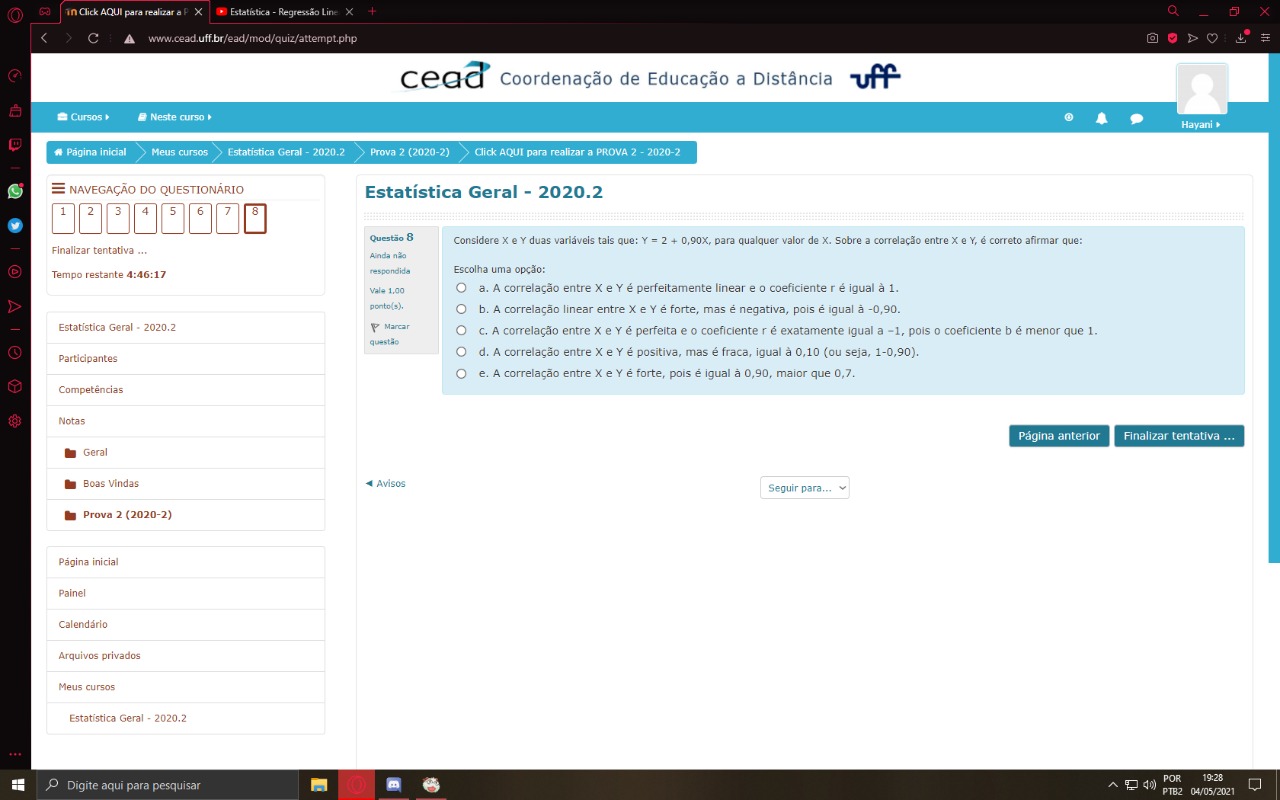 Click AQUI para realizar a P
Estatística - Regressão Line
www.cead.uff.br/ead/mod/quiz/attempt.php
cead Coordenação de Educação a Distância uff
Cursos
Neste curso
Hayani
Página inicial
Meus cursos
Estatística Geral - 2020.2
Prova 2 (2020-2)
Click AQUI para realizar a PROVA 2 - 2020-2
NAVEGAÇÃO DO QUESTIONÁRIO
1 2 3 4 5 6 7 8
Finalizar tentativa ...
Tempo restante 4:46:17
Estatística Geral - 2020.2
Participantes
Competências
Notas
Geral
Boas Vindas
Prova 2 (2020-2)
Página inicial
Painel
Calendário
Arquivos privados
Meus cursos
Estatística Geral - 2020.2
Estatística Geral - 2020.2
Questão 8
Ainda não
respondida
Vale 1,00
ponto(s).
Marcar
questão
Considere X e Y duas variáveis tais que: Y = 2 + 0,90X, para qualquer valor de X. Sobre a correlação entre X e Y, é correto afirmar que:
Escolha uma opção:
a. A correlação entre X e Y é perfeitamente linear e o coeficiente r é igual à 1.
b. A correlação linear entre X e Y é forte, mas é negativa, pois é igual à -0,90.
c. A correlação entre X e Y é perfeita e o coeficiente r é exatamente igual a –1, pois o coeficiente b é menor que 1.
d. A correlação entre X e Y é positiva, mas é fraca, igual à 0,10 (ou seja, 1-0,90).
e. A correlação entre X e Y é forte, pois é igual à 0,90, maior que 0,7.
Página anterior
Finalizar tentativa ...
◄ Avisos
Seguir para...
Digite aqui para pesquisar
POR
PTB2
19:28
04/05/2021